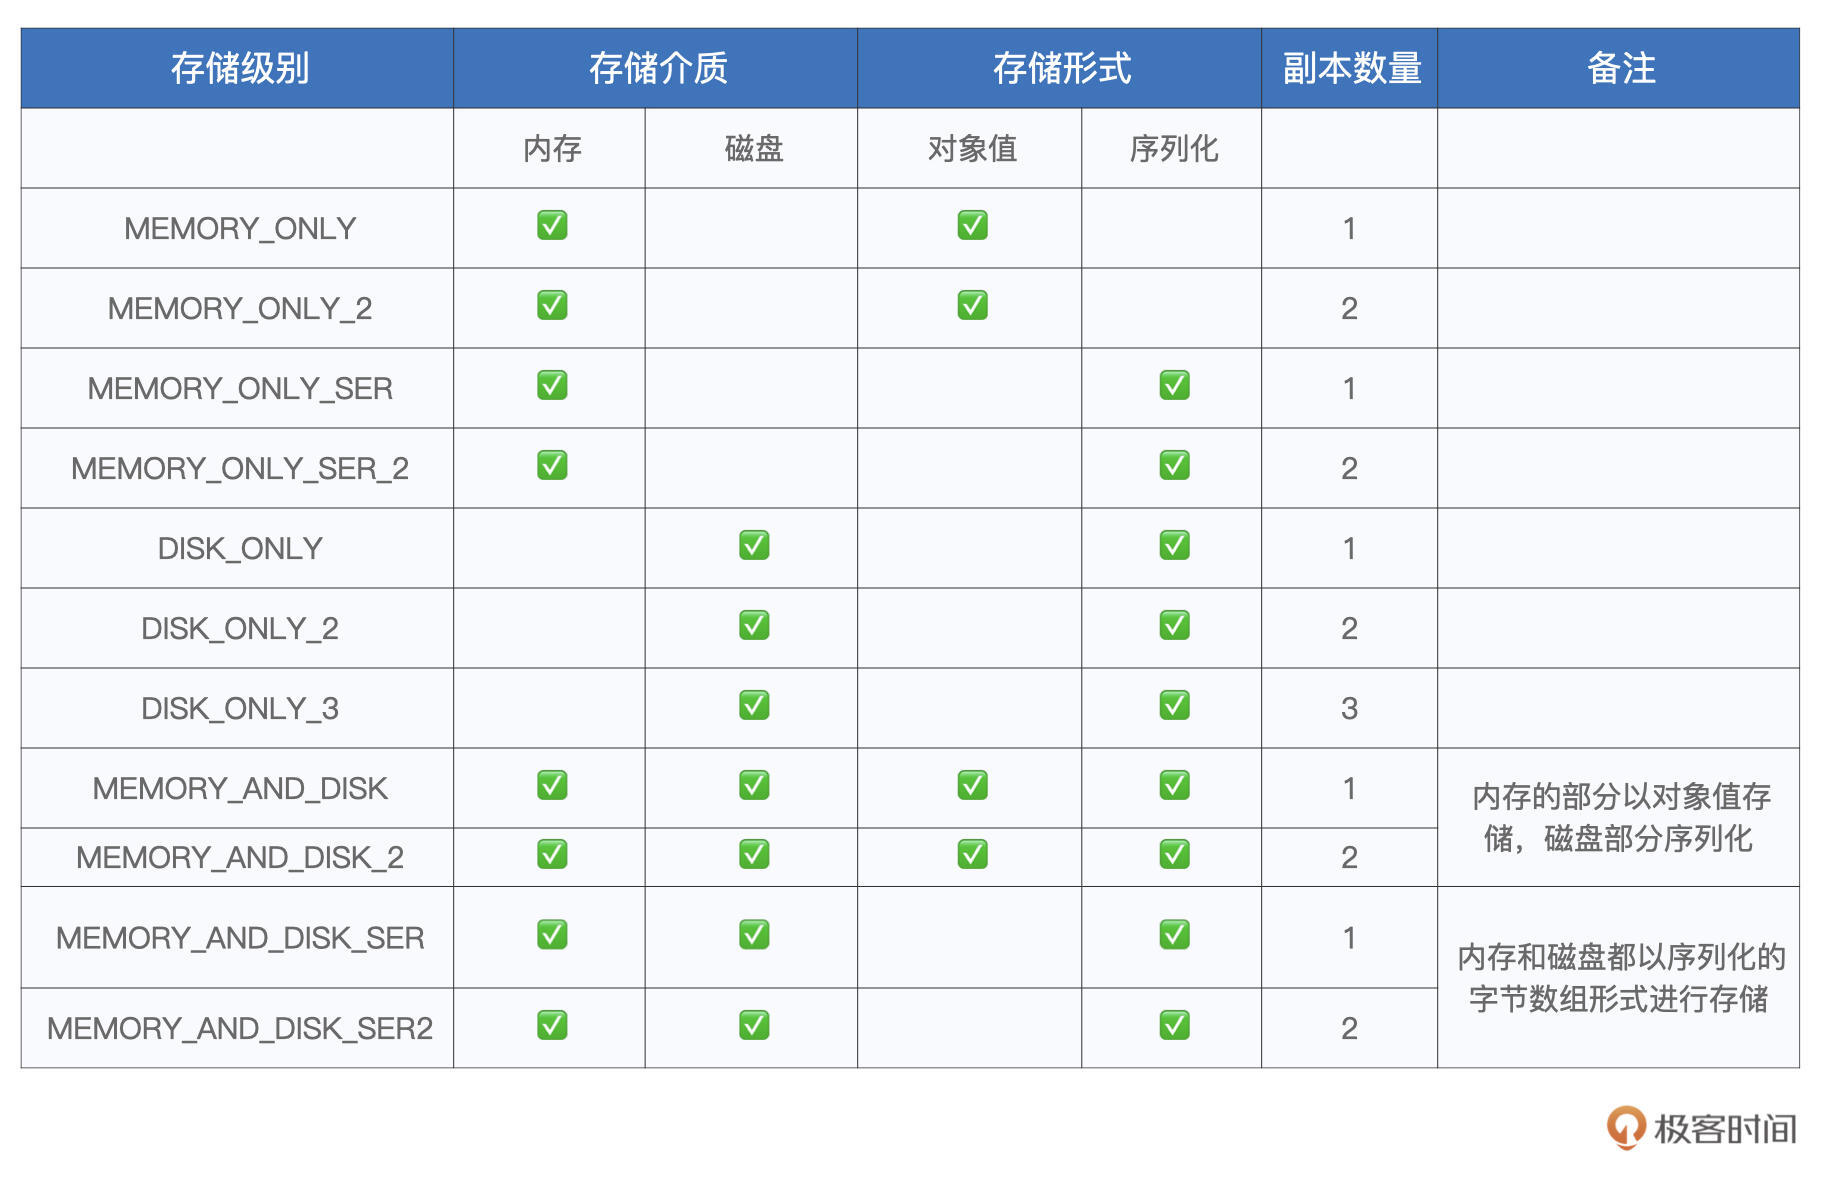 存储级别 存储介质 存储形式 副本数量 备注
内存 磁盘 对象值 序列化
MEMORY_ONLY ✅ ✅ 1
MEMORY_ONLY_2 ✅ ✅ 2
MEMORY_ONLY_SER ✅ ✅ 1
MEMORY_ONLY_SER_2 ✅ ✅ 2
DISK_ONLY ✅ ✅ 1
DISK_ONLY_2 ✅ ✅ 2
DISK_ONLY_3 ✅ ✅ 3
MEMORY_AND_DISK ✅ ✅ ✅ ✅ 1
内存的部分以对象值存
储，磁盘部分序列化
MEMORY_AND_DISK_2 ✅ ✅ ✅ ✅ 2
MEMORY_AND_DISK_SER ✅ ✅ ✅ 1
内存和磁盘都以序列化的
字节数组形式进行存储
MEMORY_AND_DISK_SER2 ✅ ✅ ✅ 2
极客时间